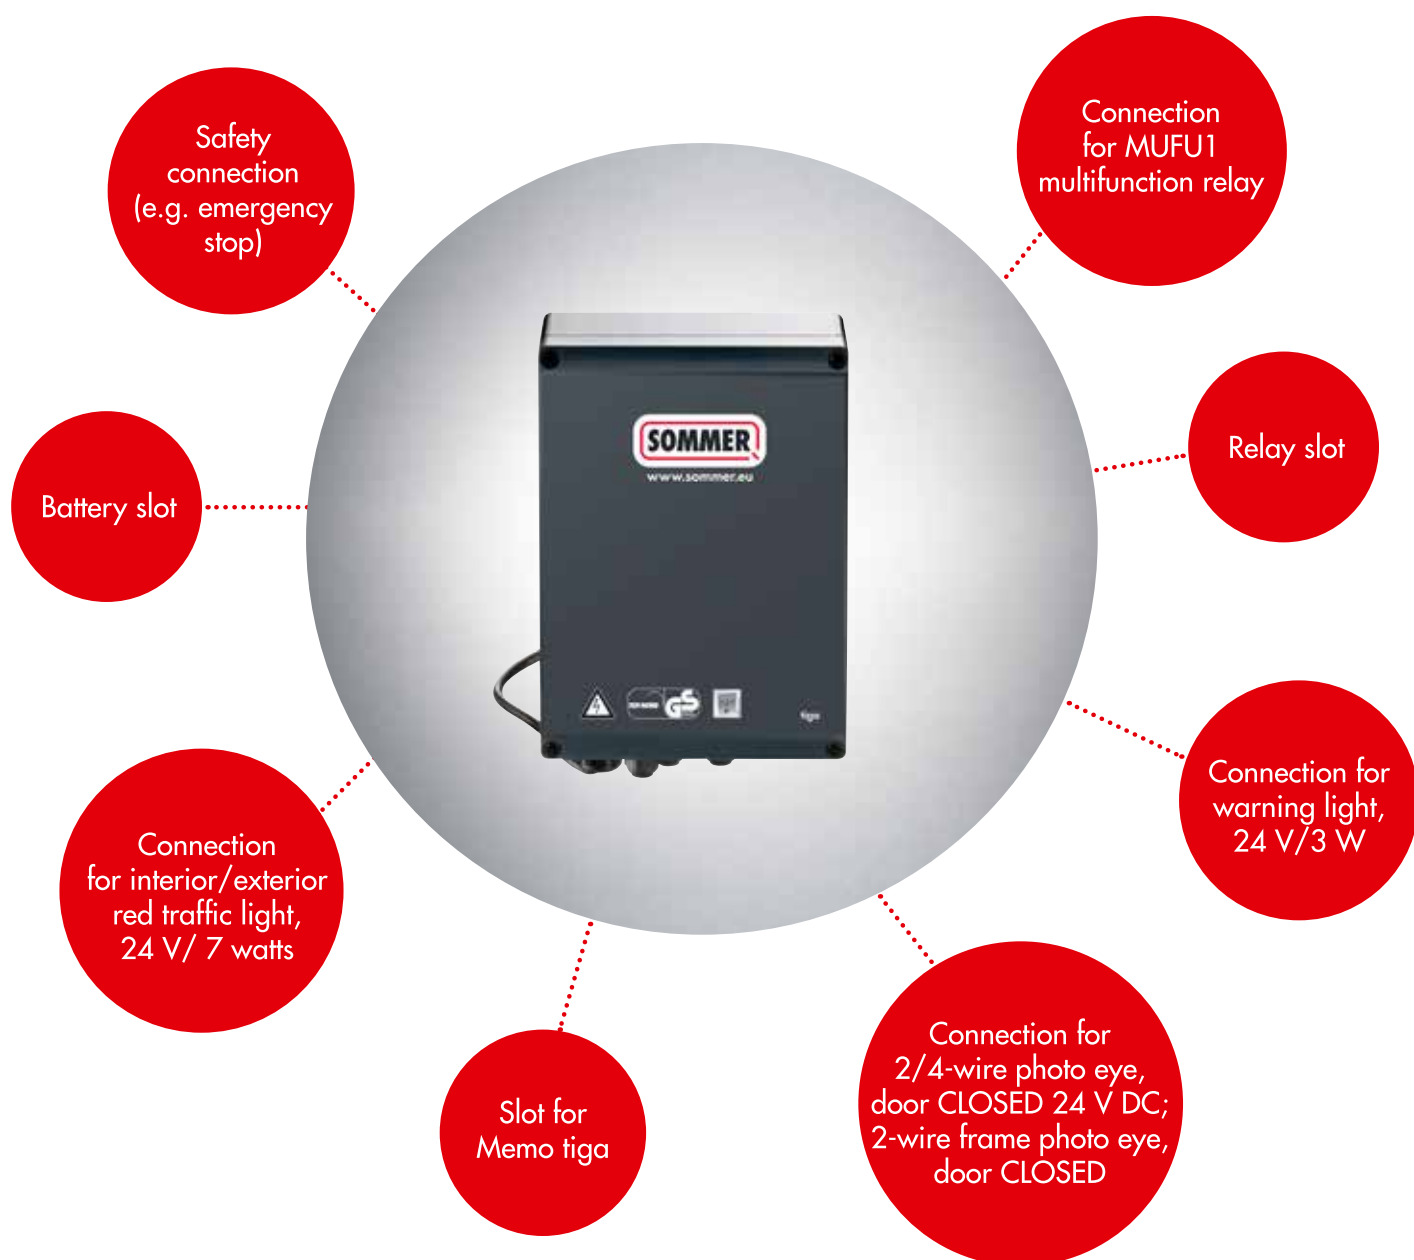 Connection
for MUFU1
multifunction relay
Safety
connection
(e.g. emergency
stop)
SOMMER
www.sommer.eu
Relay slot
Battery slot
GS
tiga
Connection for
warning light,
24 V/3 W
Connection
for interior/exterior
red traffic light,
24 V/ 7 watts
Connection for
2/4-wire photo eye,
door CLOSED 24 V DC;
2-wire frame photo eye,
door CLOSED
Slot for
Memo tiga